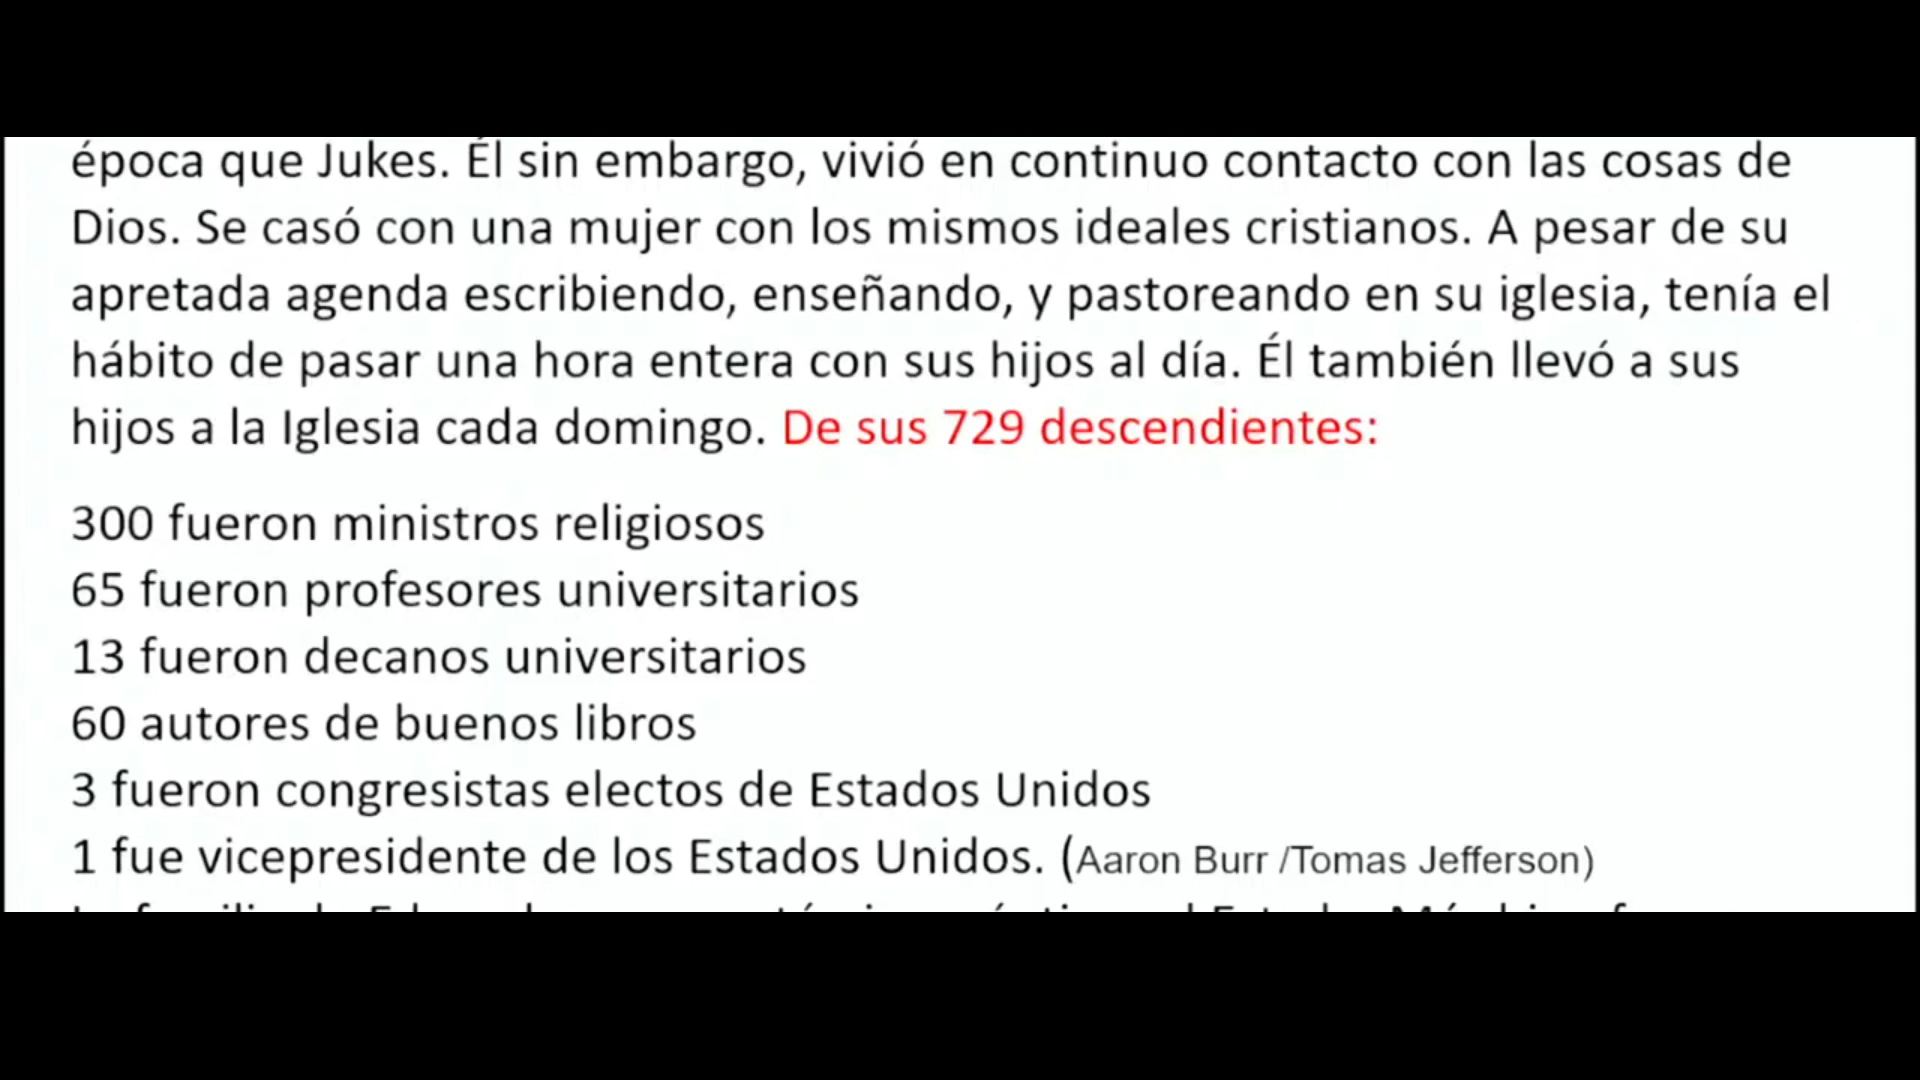 época que Jukes. Él sin embargo, vivió en continuo contacto con las cosas de
Dios. Se casó con una mujer con los mismos ideales cristianos. A pesar de su
apretada agenda escribiendo, enseñando, y pastoreando en su iglesia, tenía el
hábito de pasar una hora entera con sus hijos al día. Él también llevó a sus
hijos a la Iglesia cada domingo. De sus 729 descendientes:
300 fueron ministros religiosos
65 fueron profesores universitarios
13 fueron decanos universitarios
60 autores de buenos libros
3 fueron congresistas electos de Estados Unidos
1 fue vicepresidente de los Estados Unidos. (Aaron Burr /Tomas Jefferson)